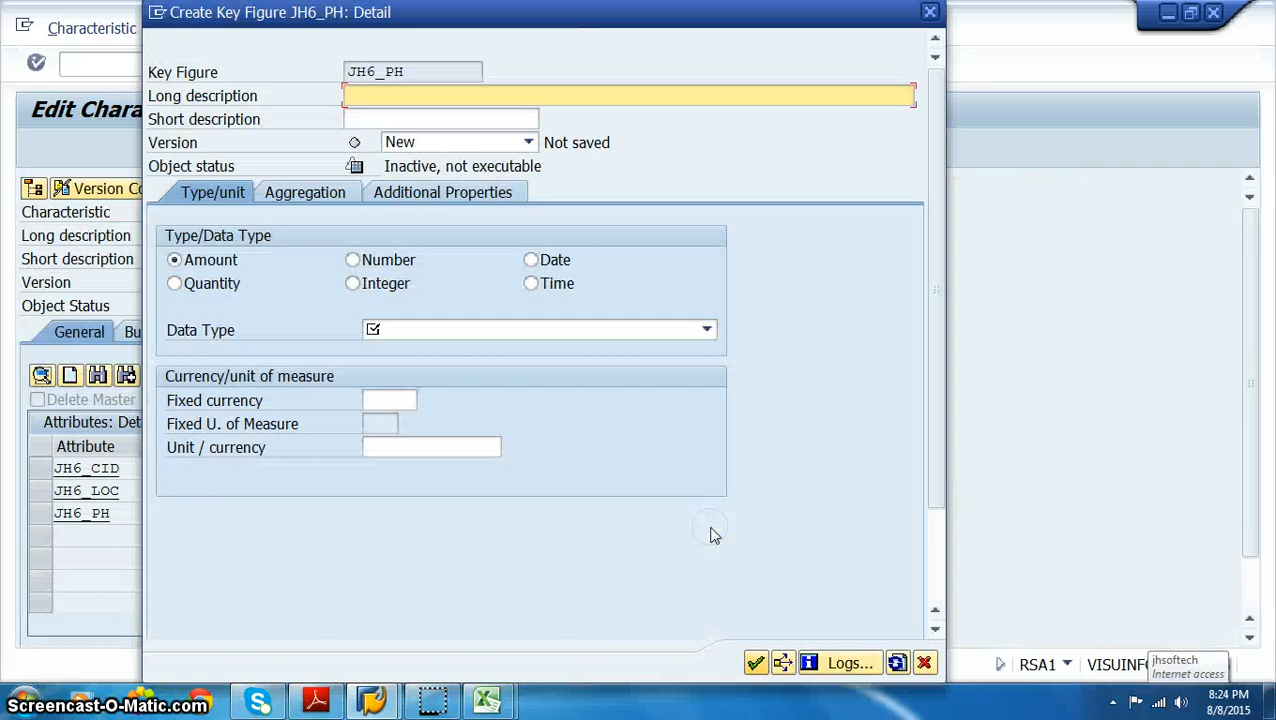 Create Key Figure JH6_PH: Detail
Characteristic
Key Figure JH6_PH
Edit Chara
Long description
Short description
Version New Not saved
Object status Inactive, not executable
Version Co
Type/unit Aggregation Additional Properties
Characteristic
Long description
Type/Data Type
Short description
Amount Number Date
Version
Quantity Integer Time
Object Status
General Bu
Data Type
Currency/unit of measure
Delete Master
Fixed currency
Attributes: Det
Fixed U. of Measure
Attribute
Unit / currency
JH6_CID
JH6_LOC
JH6_PH
Logs...
RSA1 VISUINFO
jhsoftech
Internet access
8:24 PM
8/8/2015
Screencast-O-Matic.com